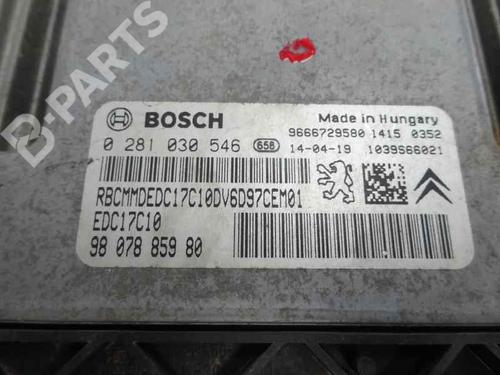 B-PARTS
BOSCH
Made in Hungary
0 281 030 546 658
9666729580 1415 0352
14-04-19 1039S66021
RBCMMDEDC17C10DV6D97CEM01
EDC17C10
98 078 859 80